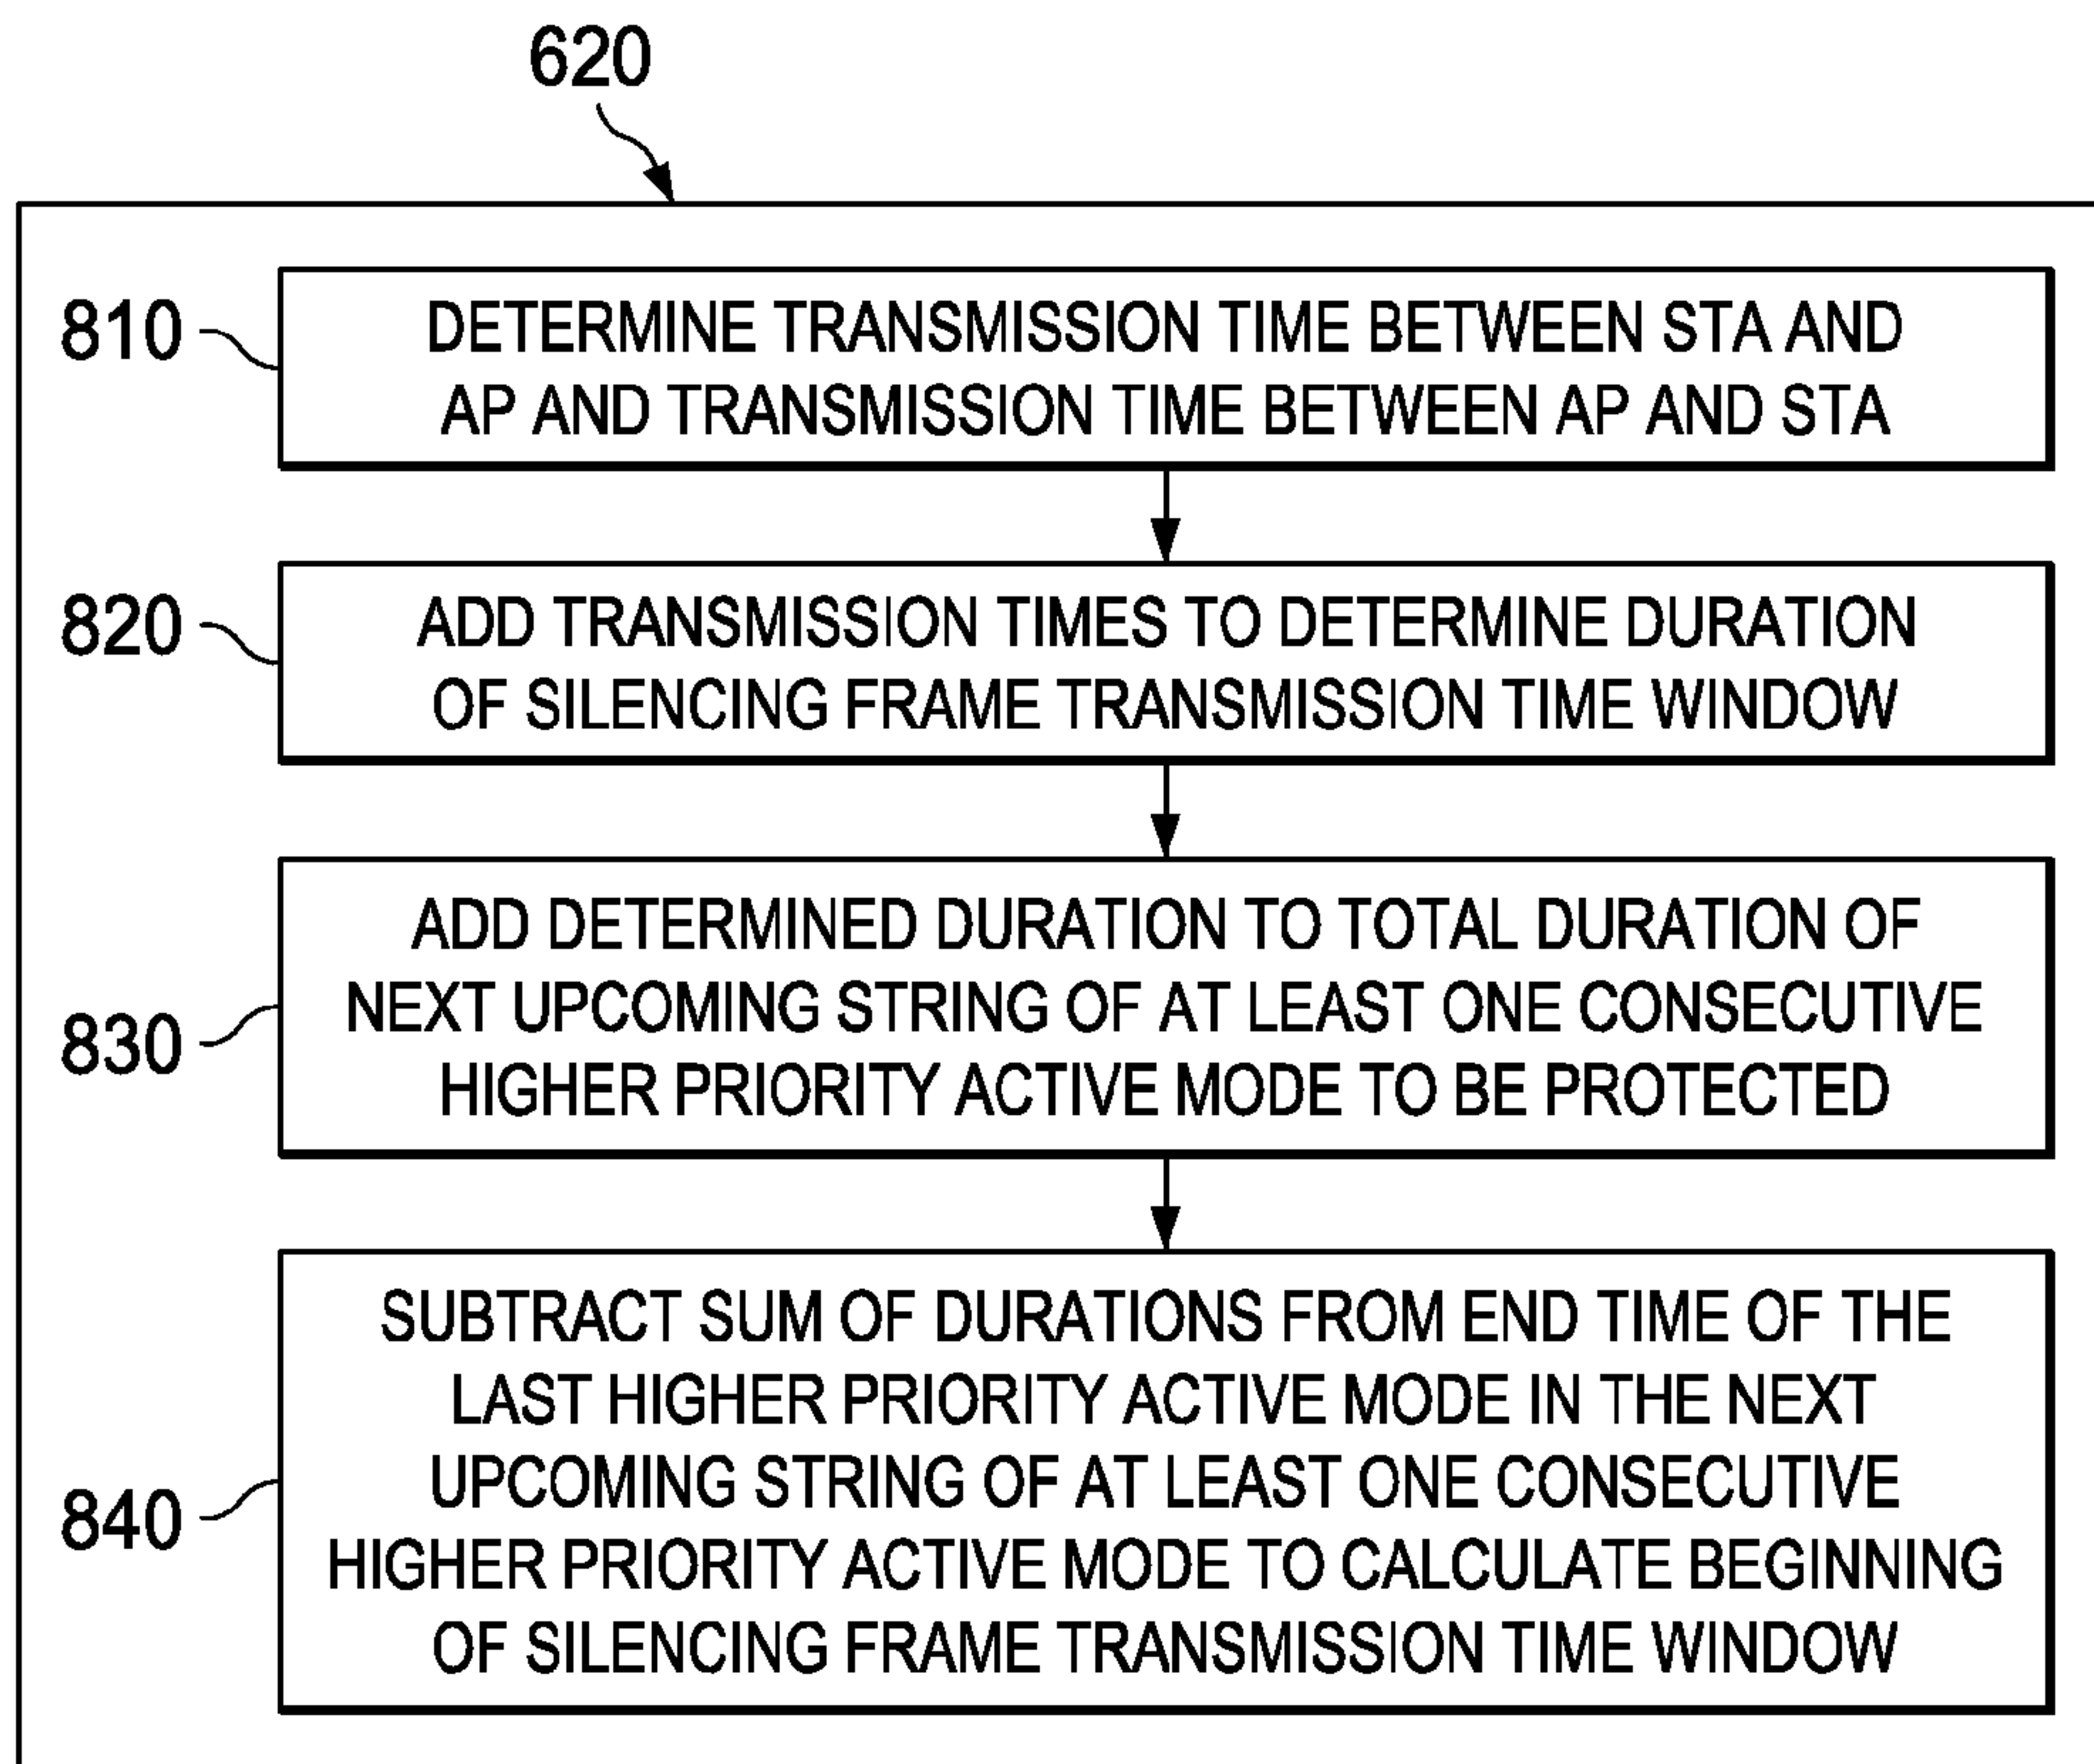 620
810
DETERMINE TRANSMISSION TIME BETWEEN STA AND
AP AND TRANSMISSION TIME BETWEEN AP AND STA
820
ADD TRANSMISSION TIMES TO DETERMINE DURATION
OF SILENCING FRAME TRANSMISSION TIME WINDOW
830
ADD DETERMINED DURATION TO TOTAL DURATION OF
NEXT UPCOMING STRING OF AT LEAST ONE CONSECUTIVE
HIGHER PRIORITY ACTIVE MODE TO BE PROTECTED
840
SUBTRACT SUM OF DURATIONS FROM END TIME OF THE
LAST HIGHER PRIORITY ACTIVE MODE IN THE NEXT
UPCOMING STRING OF AT LEAST ONE CONSECUTIVE
HIGHER PRIORITY ACTIVE MODE TO CALCULATE BEGINNING
OF SILENCING FRAME TRANSMISSION TIME WINDOW